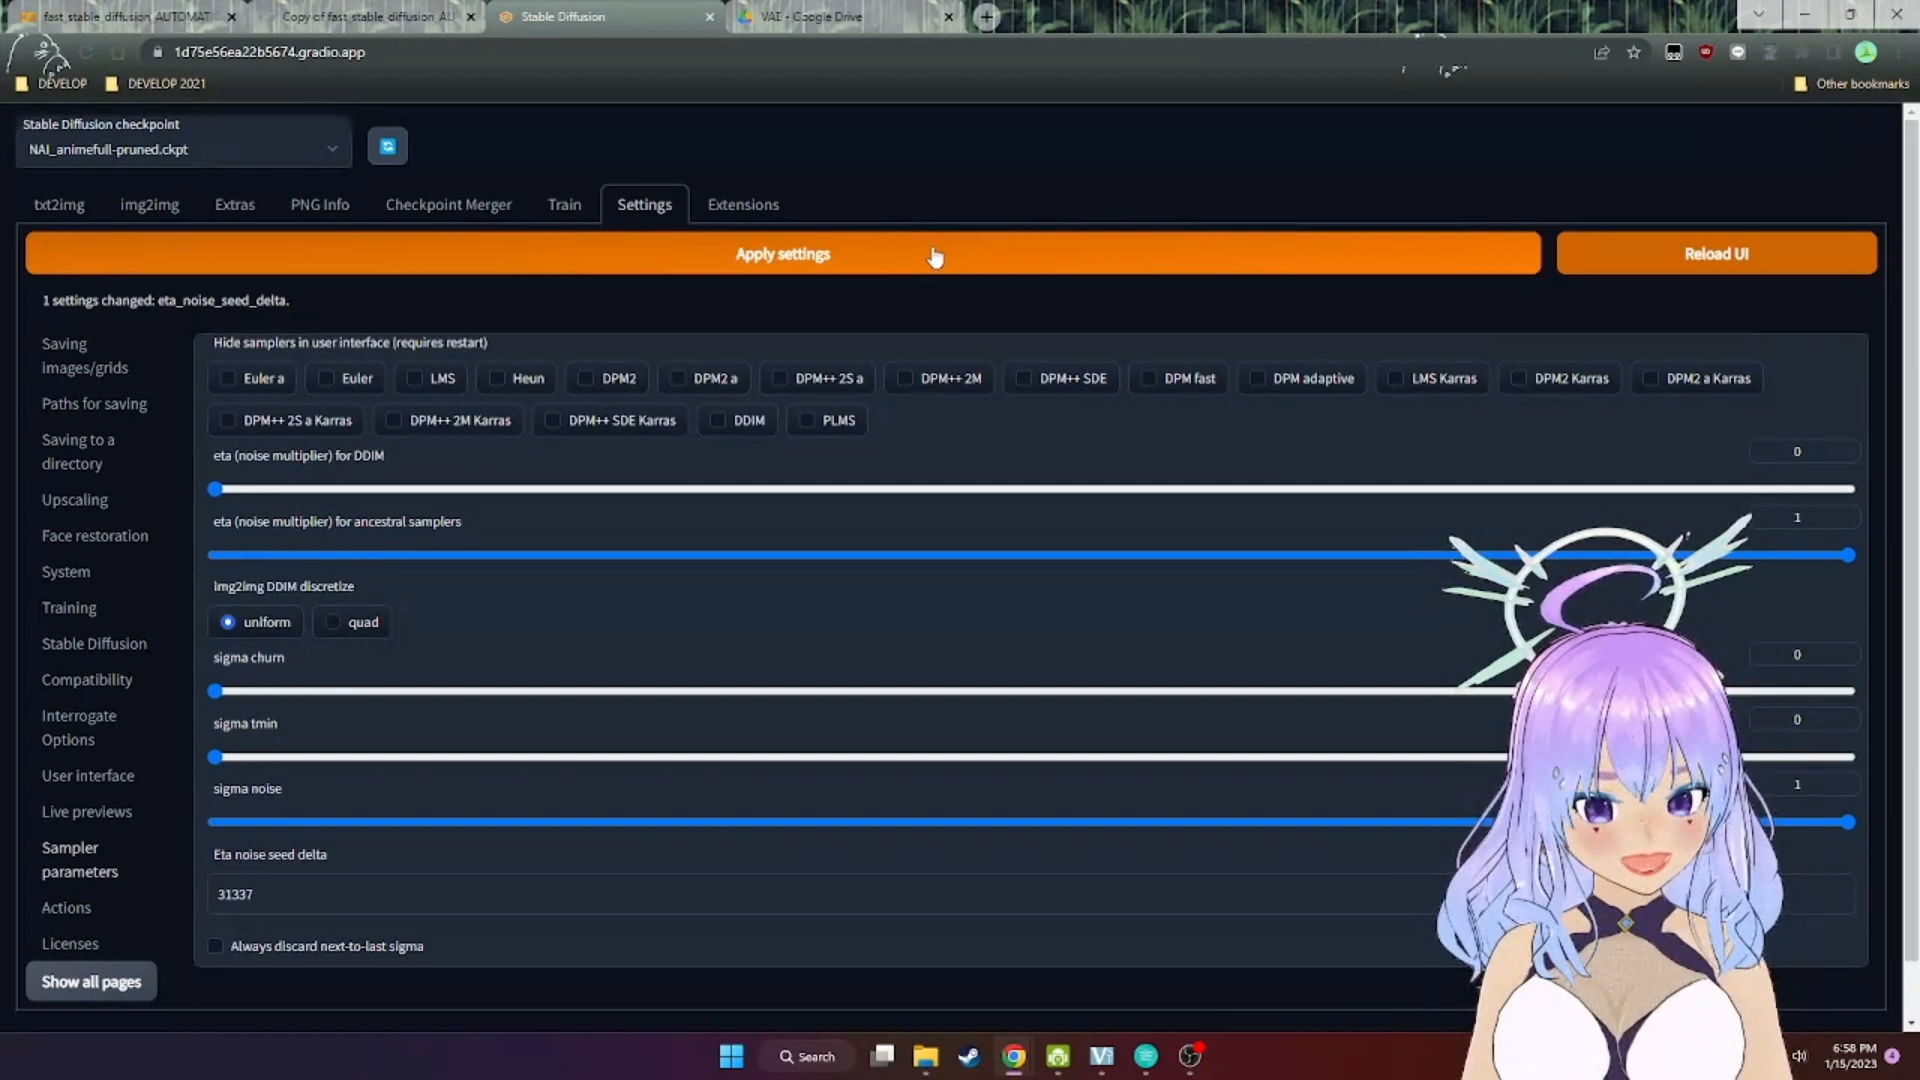 fast_stable_diffusion_AUTOMATI
Copy of fast_stable_diffusion_AU
Stable Diffusion
VAE - Google Drive
1d75e56ea22b5674.gradio.app
DEVELOP
DEVELOP 2021
Other bookmarks
Stable Diffusion checkpoint
NAI_animefull-pruned.ckpt
txt2img
img2img
Extras
PNG Info
Checkpoint Merger
Train
Settings
Extensions
Apply settings
Reload UI
1 settings changed: eta_noise_seed_delta.
Saving
images/grids
Paths for saving
Saving to a
directory
Upscaling
Face restoration
System
Training
Stable Diffusion
Compatibility
Interrogate
Options
User interface
Live previews
Sampler
parameters
Actions
Licenses
Show all pages
Hide samplers in user interface (requires restart)
Euler a
Euler
LMS
Heun
DPM2
DPM2 a
DPM++ 2S a
DPM++ 2M
DPM++ SDE
DPM fast
DPM adaptive
LMS Karras
DPM2 Karras
DPM2 a Karras
DPM++ 2S a Karras
DPM++ 2M Karras
DPM++ SDE Karras
DDIM
PLMS
eta (noise multiplier) for DDIM
0
eta (noise multiplier) for ancestral samplers
1
img2img DDIM discretize
uniform
quad
sigma churn
0
sigma tmin
0
sigma noise
1
Eta noise seed delta
31337
Always discard next-to-last sigma
Search
6:58 PM
1/15/2023
4